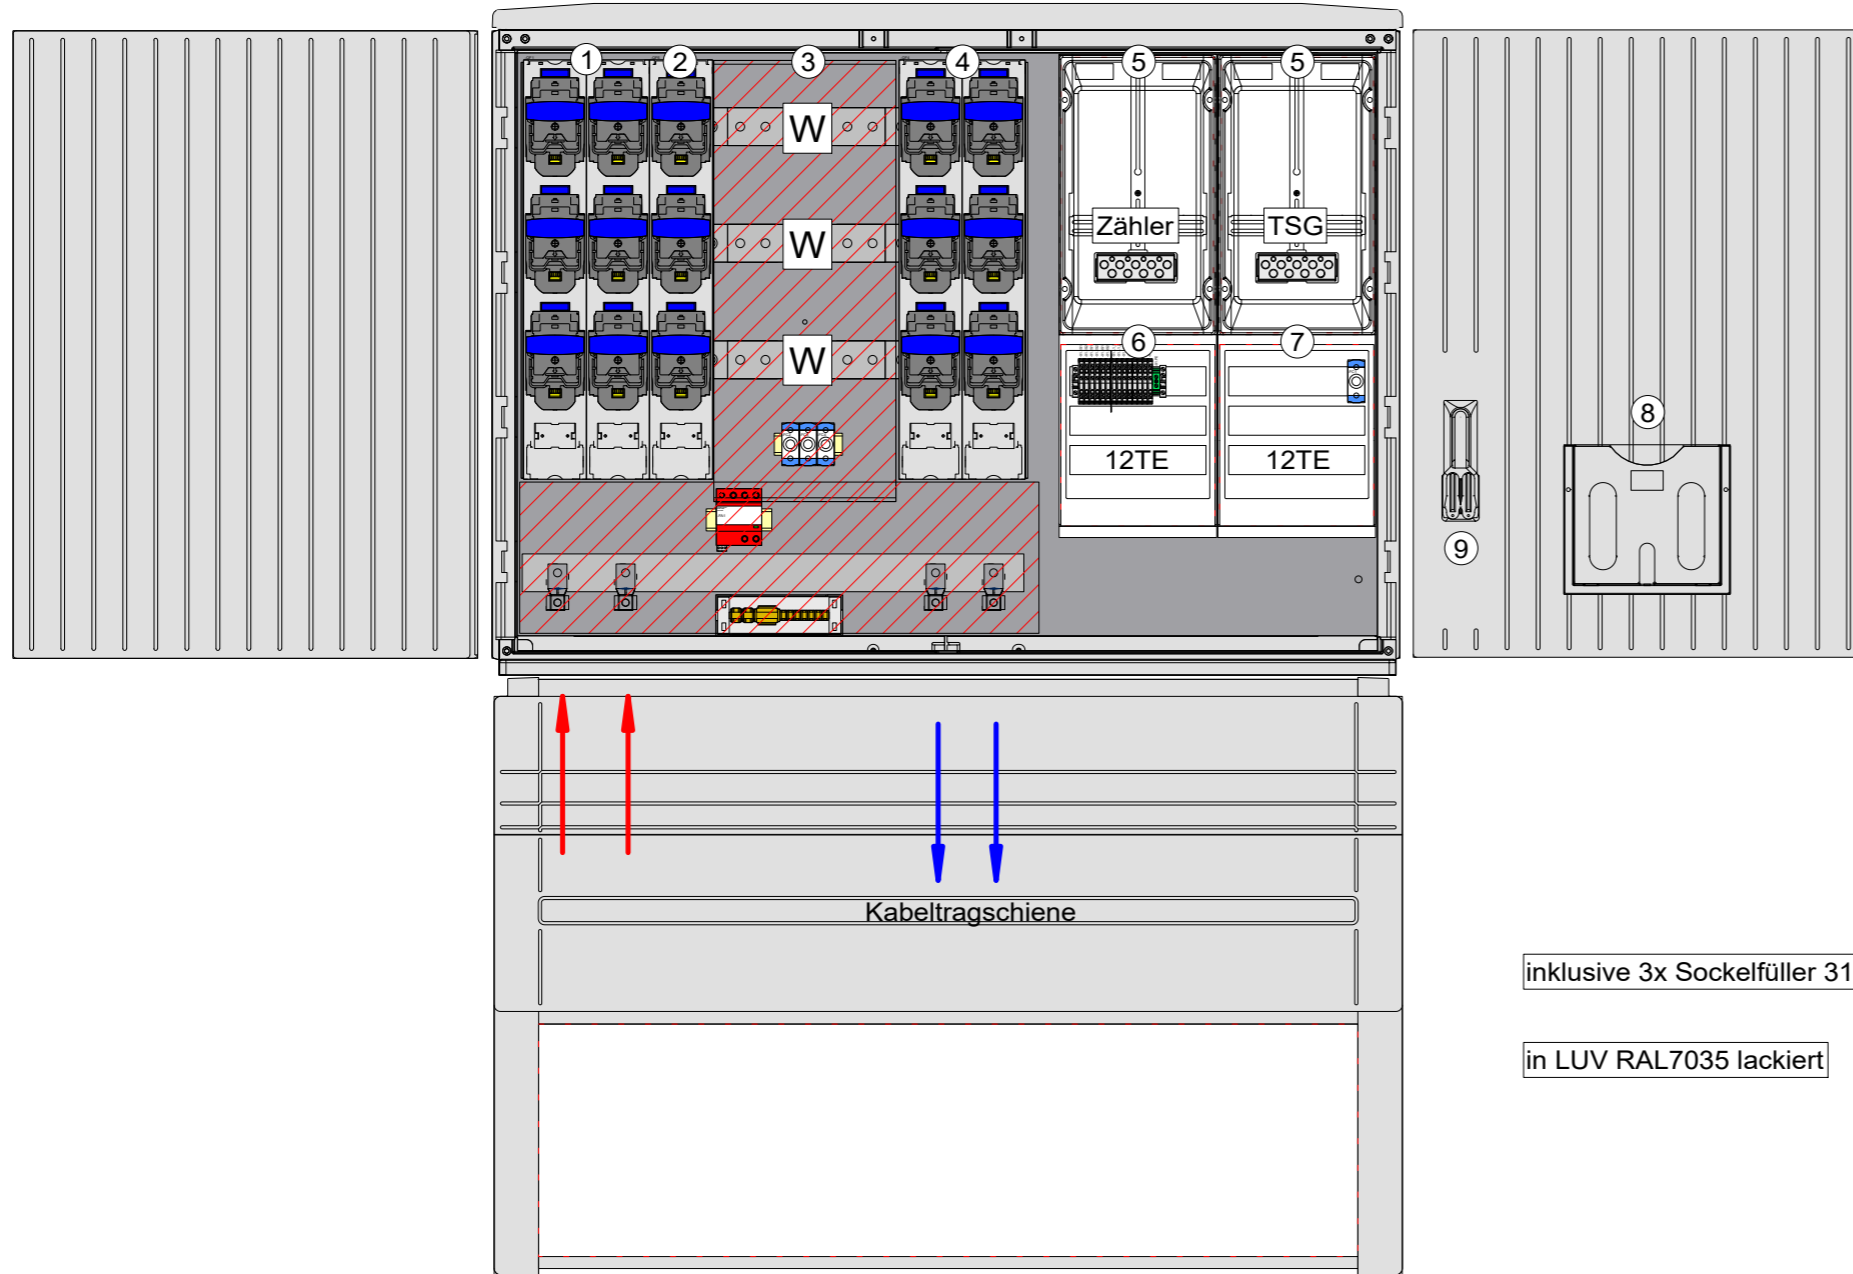 1 2 3 4 5 5
W
Zähler TSG
W
6 7
W
8
12TE 12TE
9
Kabeltragschiene
inklusive 3x Sockelfüller 31
in LUV RAL7035 lackiert